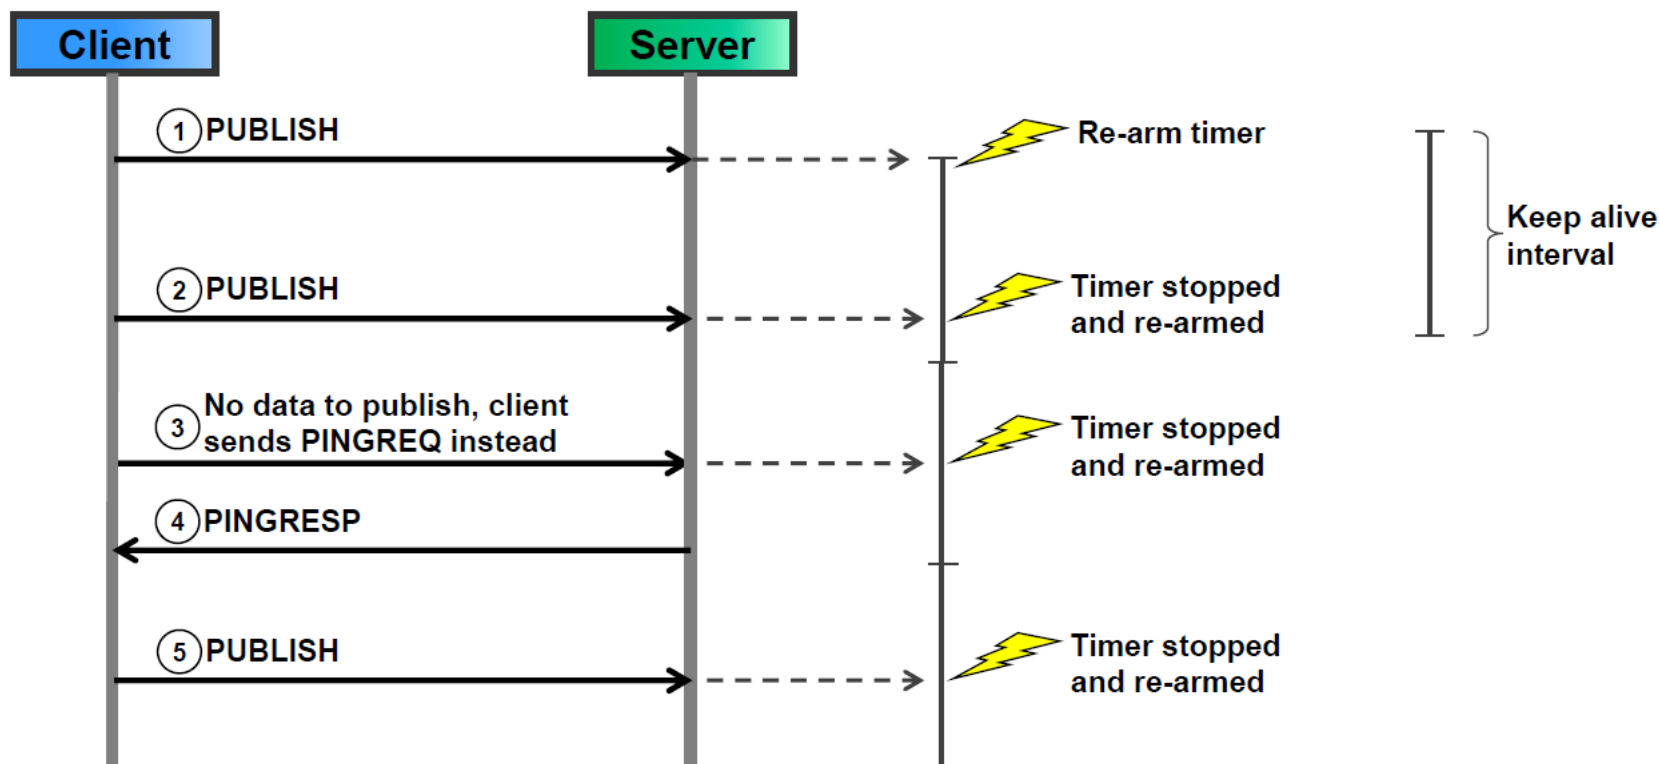 Client
Server
1 PUBLISH
Re-arm timer
Keep alive
interval
2 PUBLISH
Timer stopped
and re-armed
3 No data to publish, client
sends PINGREQ instead
Timer stopped
and re-armed
4 PINGRESP
5 PUBLISH
Timer stopped
and re-armed